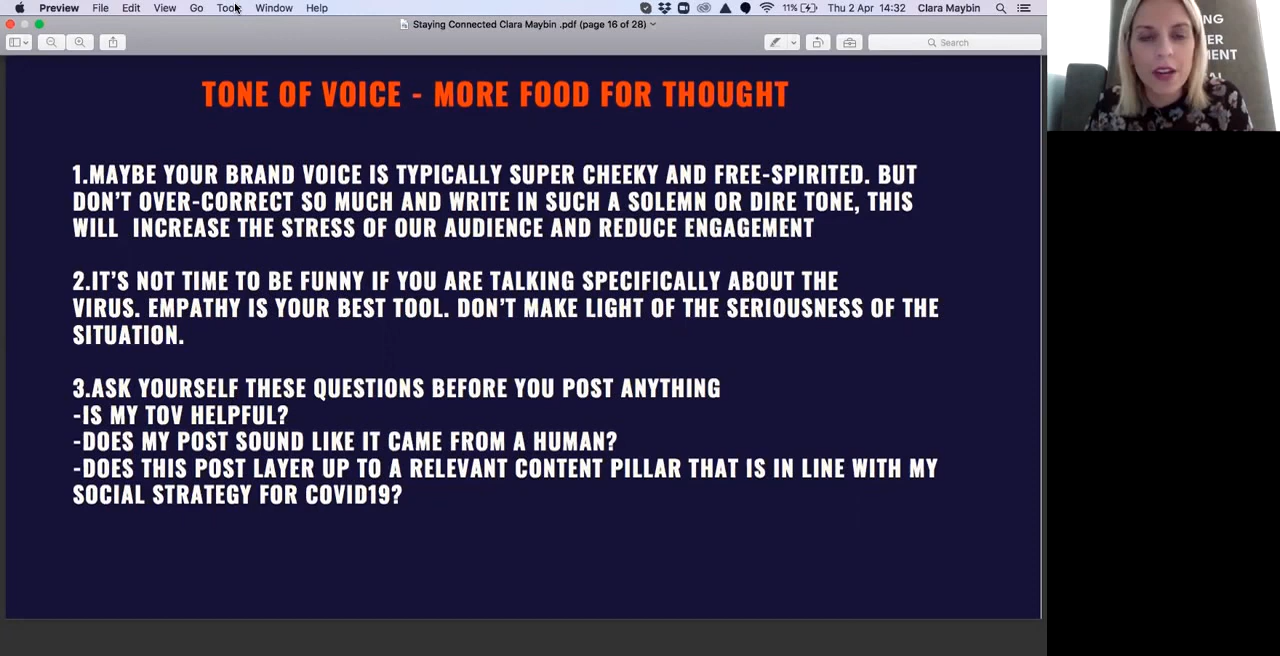 Preview File Edit View Go Tools Window Help 11% Thu 2 Apr 14:32 Clara Maybin
Staying Connected Clara Maybin .pdf (page 16 of 28)
Search
TONE OF VOICE - MORE FOOD FOR THOUGHT
1.MAYBE YOUR BRAND VOICE IS TYPICALLY SUPER CHEEKY AND FREE-SPIRITED. BUT
DON'T OVER-CORRECT SO MUCH AND WRITE IN SUCH A SOLEMN OR DIRE TONE, THIS
WILL INCREASE THE STRESS OF OUR AUDIENCE AND REDUCE ENGAGEMENT
2.IT'S NOT TIME TO BE FUNNY IF YOU ARE TALKING SPECIFICALLY ABOUT THE
VIRUS. EMPATHY IS YOUR BEST TOOL. DON'T MAKE LIGHT OF THE SERIOUSNESS OF THE
SITUATION.
3.ASK YOURSELF THESE QUESTIONS BEFORE YOU POST ANYTHING
-IS MY TOV HELPFUL?
-DOES MY POST SOUND LIKE IT CAME FROM A HUMAN?
-DOES THIS POST LAYER UP TO A RELEVANT CONTENT PILLAR THAT IS IN LINE WITH MY
SOCIAL STRATEGY FOR COVID19?